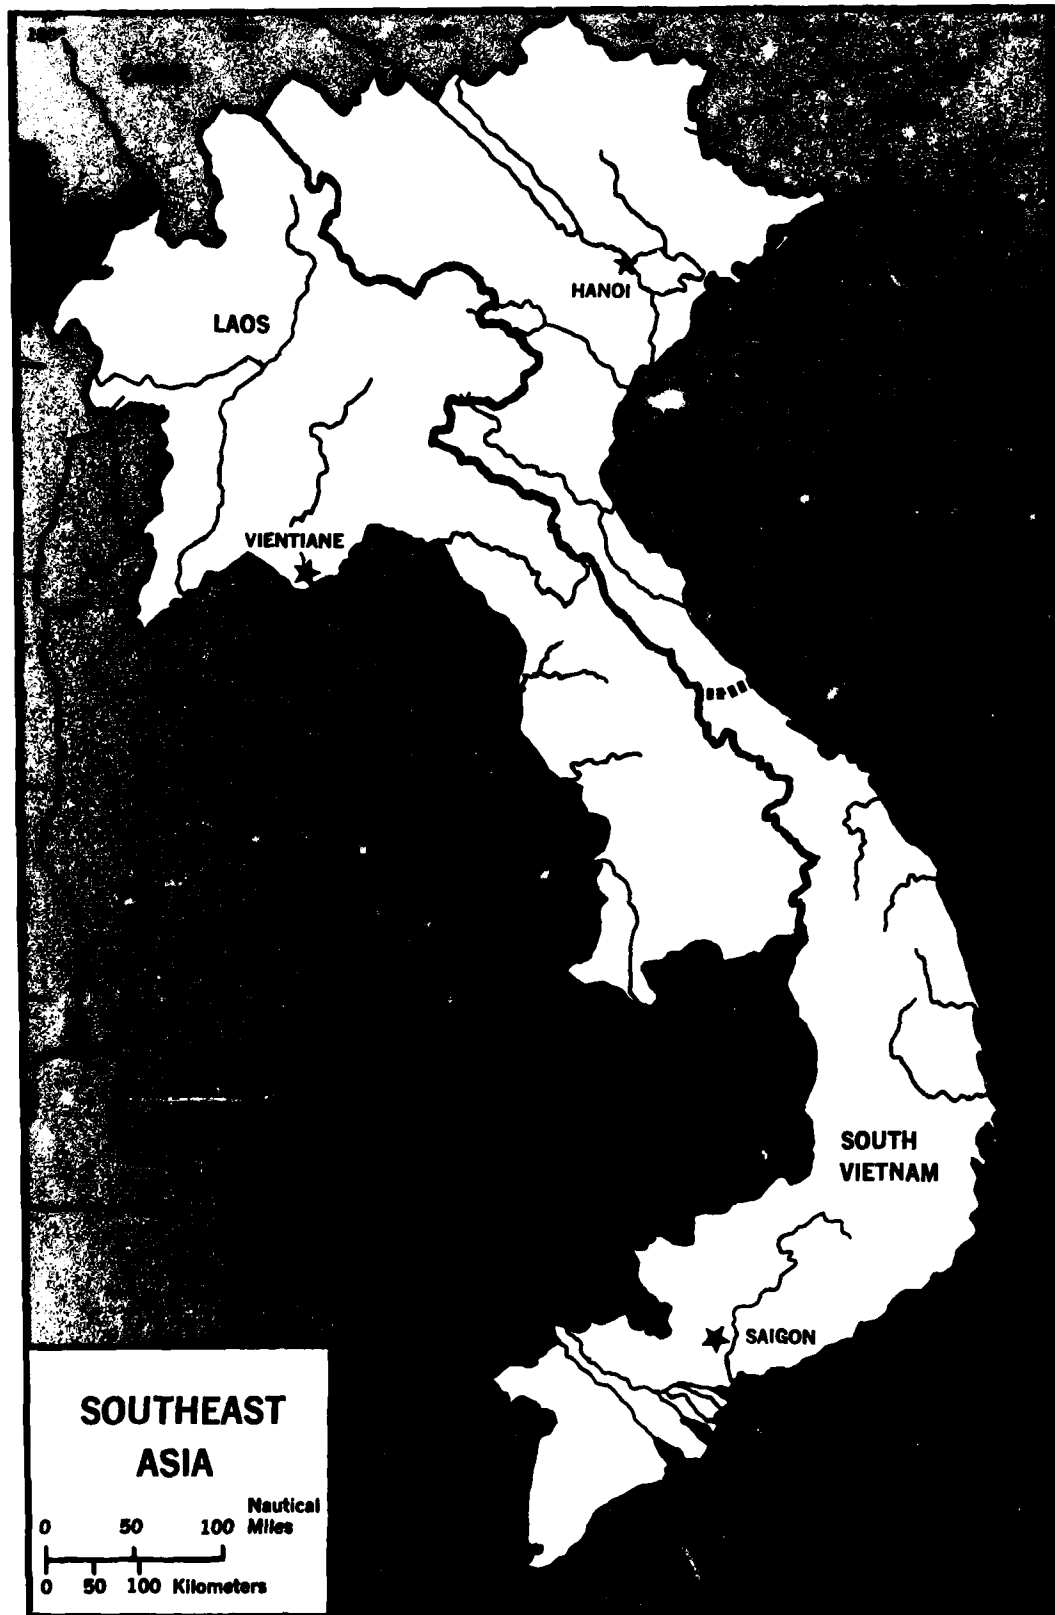 HANOI
LAOS
VIENTIANE
SOUTH
VIETNAM
SAIGON
SOUTHEAST
ASIA
Nautical
0 50 100 Miles
0 50 100 Kilometers